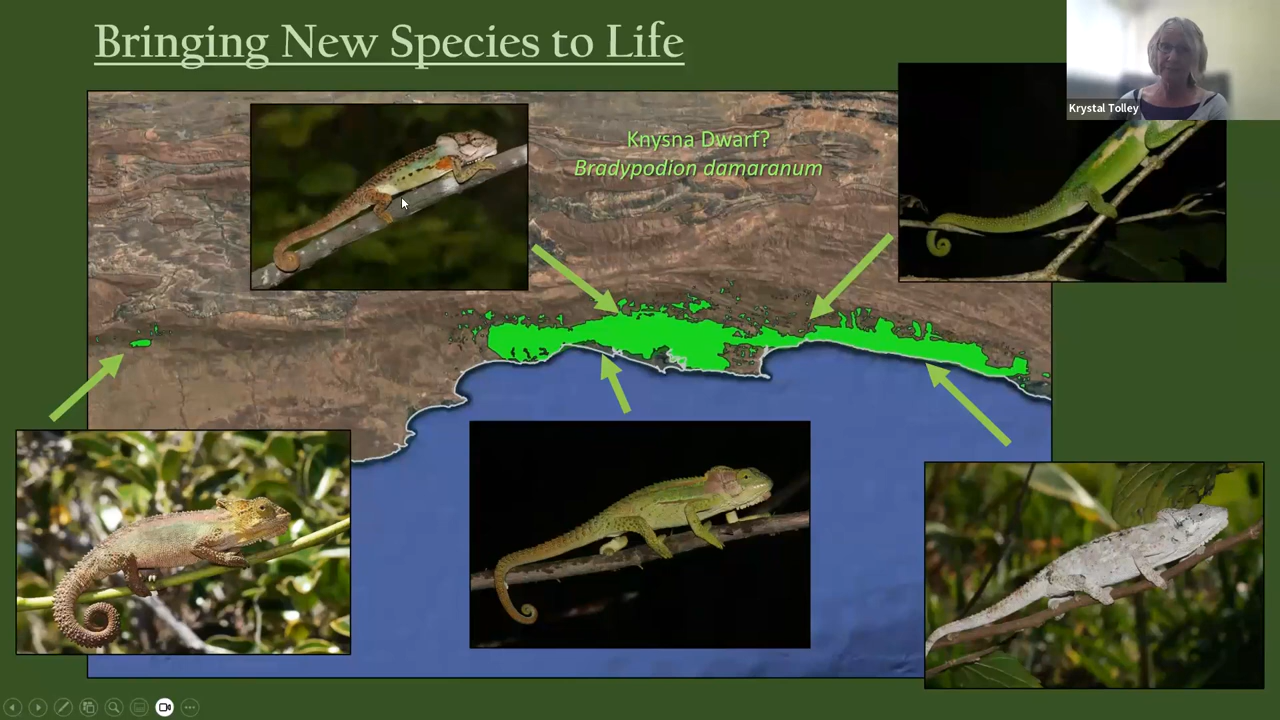 Bringing New Species to Life
Krystal Tolley
Knysna Dwarf?
Bradypodion damaranum